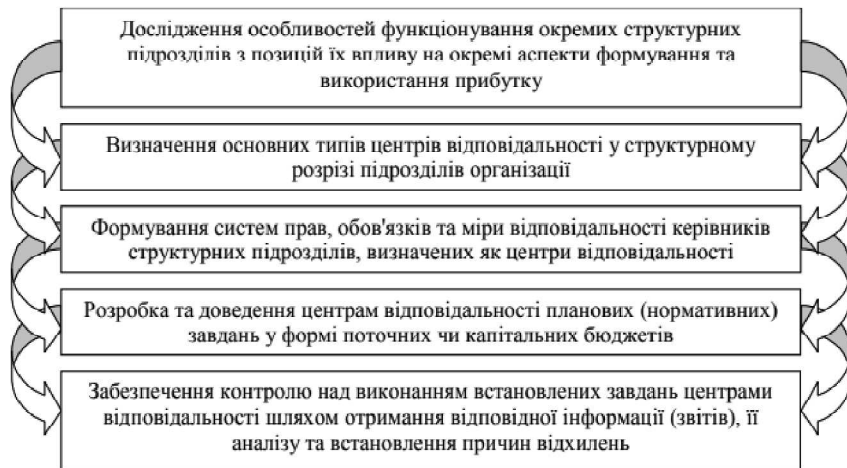 Дослідження особливостей функціонування окремих структурних
підрозділів з позицій їх впливу на окремі аспекти формування та
використання прибутку
Визначення основних типів центрів відповідальності у структурному
розрізі підрозділів організації
Формування систем прав, обов'язків та міри відповідальності керівників
структурних підрозділів, визначених як центри відповідальності
Розробка та доведення центрам відповідальності планових (нормативних)
завдань у формі поточних чи капітальних бюджетів
Забезпечення контролю над виконанням встановлених завдань центрами
відповідальності шляхом отримання відповідної інформації (звітів), її
аналізу та встановлення причин відхилень